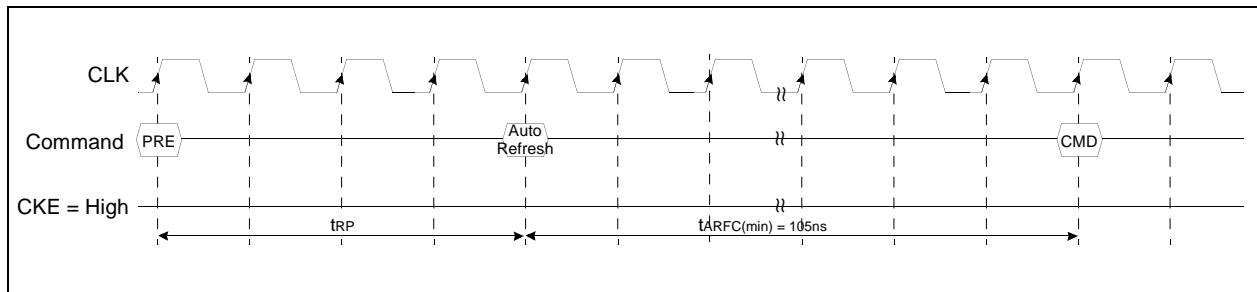 CLK
Command
PRE
Auto
Refresh
CMD
CKE = High
tRP
tARFC(min) = 105ns